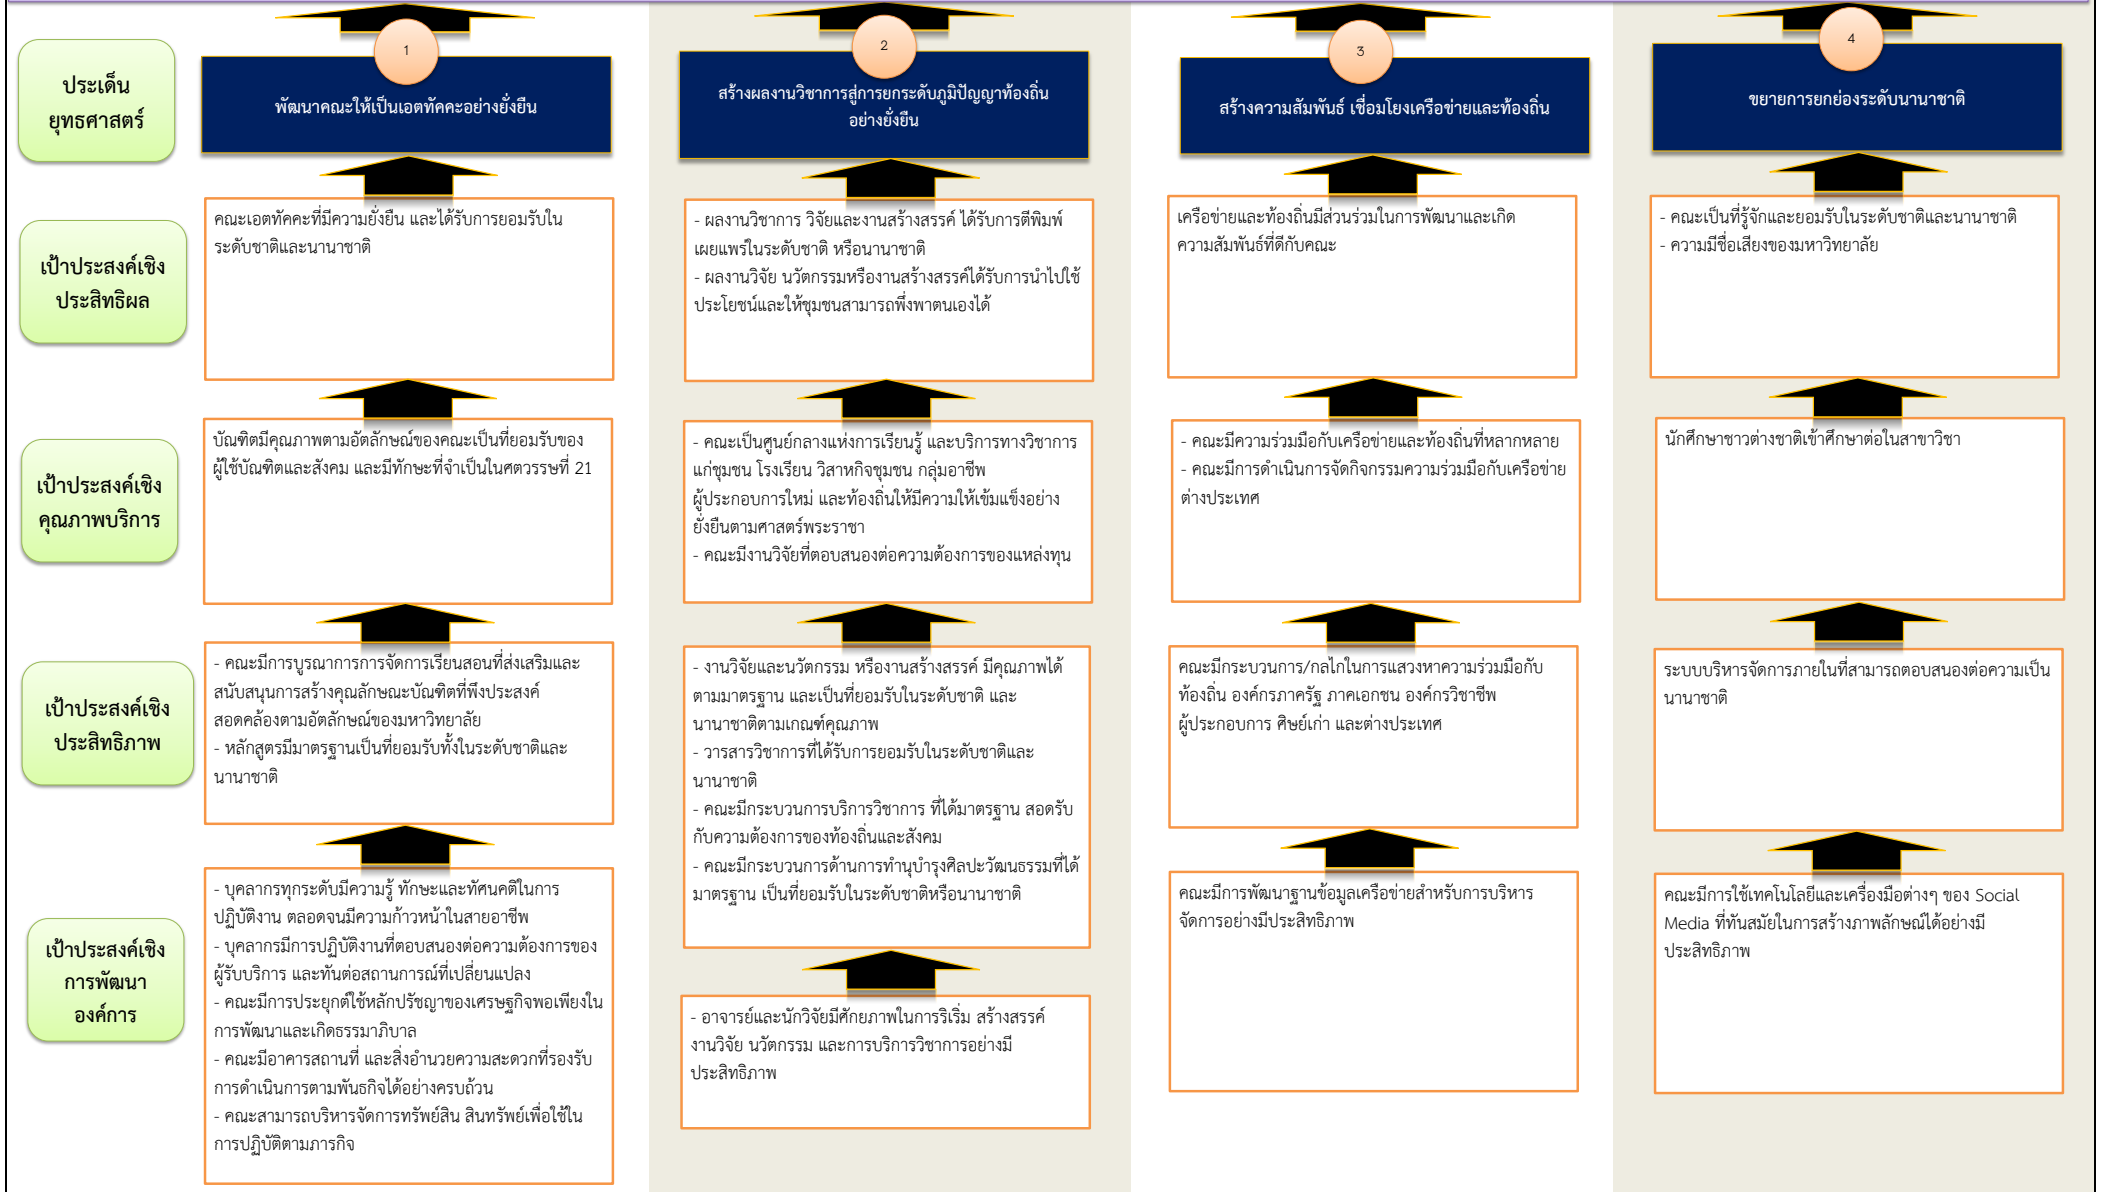 1
2
3
4
ประเด็น
ยุทธศาสตร์
พัฒนาคณะให้เป็นเอตทัคคะอย่างยั่งยืน
สร้างผลงานวิชาการสู่การยกระดับภูมิปัญญาท้องถิ่น
อย่างยั่งยืน
สร้างความสัมพันธ์ เชื่อมโยงเครือข่ายและท้องถิ่น
ขยายการยกย่องระดับนานาชาติ
เป้าประสงค์เชิง
ประสิทธิผล
คณะเอตทัคคะที่มีความยั่งยืน และได้รับการยอมรับใน
ระดับชาติและนานาชาติ
- ผลงานวิชาการ วิจัยและงานสร้างสรรค์ ได้รับการตีพิมพ์
เผยแพร่ในระดับชาติ หรือนานาชาติ
- ผลงานวิจัย นวัตกรรมหรืองานสร้างสรรค์ได้รับการนำไปใช้
ประโยชน์และให้ชุมชนสามารถพึ่งพาตนเองได้
เครือข่ายและท้องถิ่นมีส่วนร่วมในการพัฒนาและเกิด
ความสัมพันธ์ที่ดีกับคณะ
- คณะเป็นที่รู้จักและยอมรับในระดับชาติและนานาชาติ
- ความมีชื่อเสียงของมหาวิทยาลัย
เป้าประสงค์เชิง
คุณภาพบริการ
บัณฑิตมีคุณภาพตามอัตลักษณ์ของคณะเป็นที่ยอมรับของ
ผู้ใช้บัณฑิตและสังคม และมีทักษะที่จำเป็นในศตวรรษที่ 21
- คณะเป็นศูนย์กลางแห่งการเรียนรู้ และบริการทางวิชาการ
แก่ชุมชน โรงเรียน วิสาหกิจชุมชน กลุ่มอาชีพ
ผู้ประกอบการใหม่ และท้องถิ่นให้มีความให้เข้มแข็งอย่าง
ยั่งยืนตามศาสตร์พระราชา
- คณะมีงานวิจัยที่ตอบสนองต่อความต้องการของแหล่งทุน
- คณะมีความร่วมมือกับเครือข่ายและท้องถิ่นที่หลากหลาย
- คณะมีการดำเนินการจัดกิจกรรมความร่วมมือกับเครือข่าย
ต่างประเทศ
นักศึกษาชาวต่างชาติเข้าศึกษาต่อในสาขาวิชา
เป้าประสงค์เชิง
ประสิทธิภาพ
- คณะมีการบูรณาการการจัดการเรียนสอนที่ส่งเสริมและ
สนับสนุนการสร้างคุณลักษณะบัณฑิตที่พึงประสงค์
สอดคล้องตามอัตลักษณ์ของมหาวิทยาลัย
- หลักสูตรมีมาตรฐานเป็นที่ยอมรับทั้งในระดับชาติและ
นานาชาติ
- งานวิจัยและนวัตกรรม หรืองานสร้างสรรค์ มีคุณภาพได้
ตามมาตรฐาน และเป็นที่ยอมรับในระดับชาติ และ
นานาชาติตามเกณฑ์คุณภาพ
- วารสารวิชาการที่ได้รับการยอมรับในระดับชาติและ
นานาชาติ
- คณะมีกระบวนการบริการวิชาการ ที่ได้มาตรฐาน สอดรับ
กับความต้องการของท้องถิ่นและสังคม
- คณะมีกระบวนการด้านการทำนุบำรุงศิลปะวัฒนธรรมที่ได้
มาตรฐาน เป็นที่ยอมรับในระดับชาติหรือนานาชาติ
คณะมีกระบวนการ/กลไกในการแสวงหาความร่วมมือกับ
ท้องถิ่น องค์กรภาครัฐ ภาคเอกชน องค์กรวิชาชีพ
ผู้ประกอบการ ศิษย์เก่า และต่างประเทศ
ระบบบริหารจัดการภายในที่สามารถตอบสนองต่อความเป็น
นานาชาติ
เป้าประสงค์เชิง
การพัฒนา
องค์การ
- บุคลากรทุกระดับมีความรู้ ทักษะและทัศนคติในการ
ปฏิบัติงาน ตลอดจนมีความก้าวหน้าในสายอาชีพ
- บุคลากรมีการปฏิบัติงานที่ตอบสนองต่อความต้องการของ
ผู้รับบริการ และทันต่อสถานการณ์ที่เปลี่ยนแปลง
- คณะมีการประยุกต์ใช้หลักปรัชญาของเศรษฐกิจพอเพียงใน
การพัฒนาและเกิดธรรมาภิบาล
- คณะมีอาคารสถานที่ และสิ่งอำนวยความสะดวกที่รองรับ
การดำเนินการตามพันธกิจได้อย่างครบถ้วน
- คณะสามารถบริหารจัดการทรัพย์สิน สินทรัพย์เพื่อใช้ใน
การปฏิบัติตามภารกิจ
- อาจารย์และนักวิจัยมีศักยภาพในการริเริ่ม สร้างสรรค์
งานวิจัย นวัตกรรม และการบริการวิชาการอย่างมี
ประสิทธิภาพ
คณะมีการพัฒนาฐานข้อมูลเครือข่ายสำหรับการบริหาร
จัดการอย่างมีประสิทธิภาพ
คณะมีการใช้เทคโนโลยีและเครื่องมือต่างๆ ของ Social
Media ที่ทันสมัยในการสร้างภาพลักษณ์ได้อย่างมี
ประสิทธิภาพ